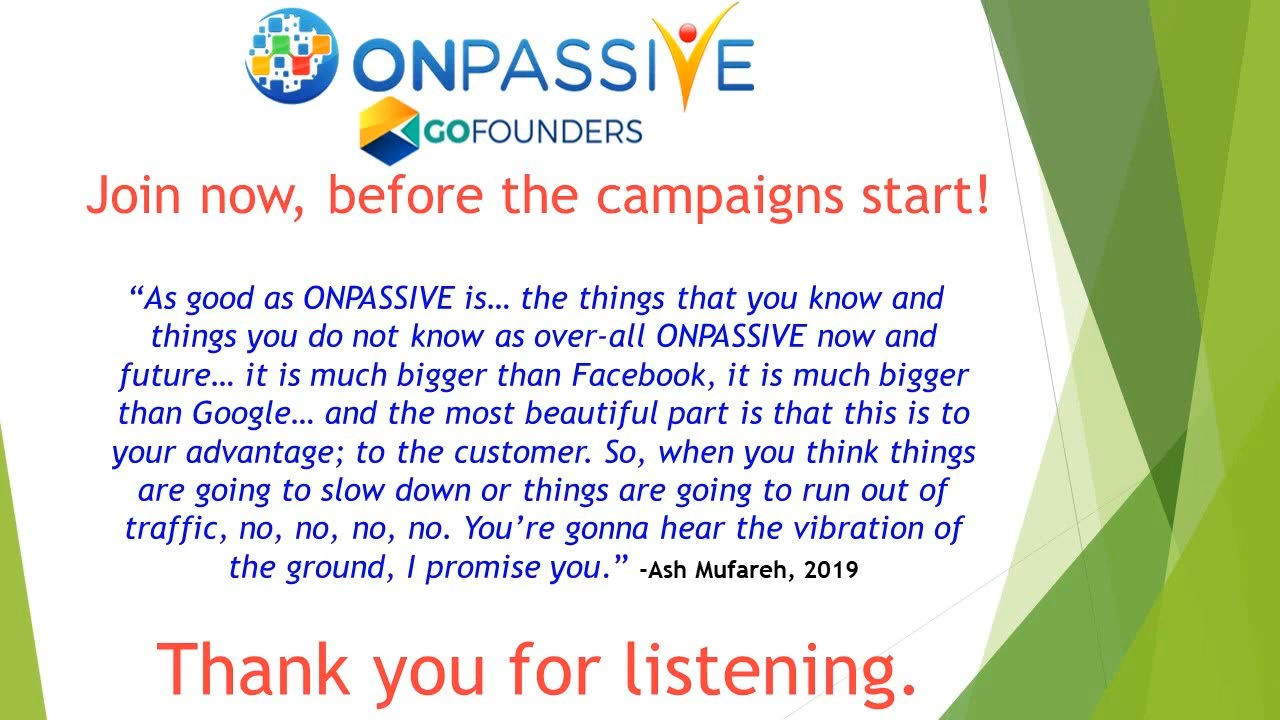 ONPASSIVE
GOFOUNDERS
Join now, before the campaigns start!
“As good as ONPASSIVE is… the things that you know and
things you do not know as over-all ONPASSIVE now and
future… it is much bigger than Facebook, it is much bigger
than Google… and the most beautiful part is that this is to
your advantage; to the customer. So, when you think things
are going to slow down or things are going to run out of
traffic, no, no, no, no. You’re gonna hear the vibration of
the ground, I promise you.” -Ash Mufareh, 2019
Thank you for listening.